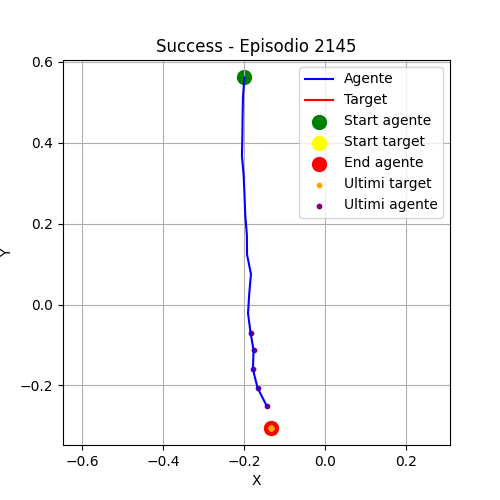 Success - Episodio 2145
Agente
Target
Start agente
Start target
End agente
Ultimi target
Ultimi agente
0.6
0.4
0.2
0.0
−0.2
Y
−0.6
−0.4
−0.2
0.0
0.2
X